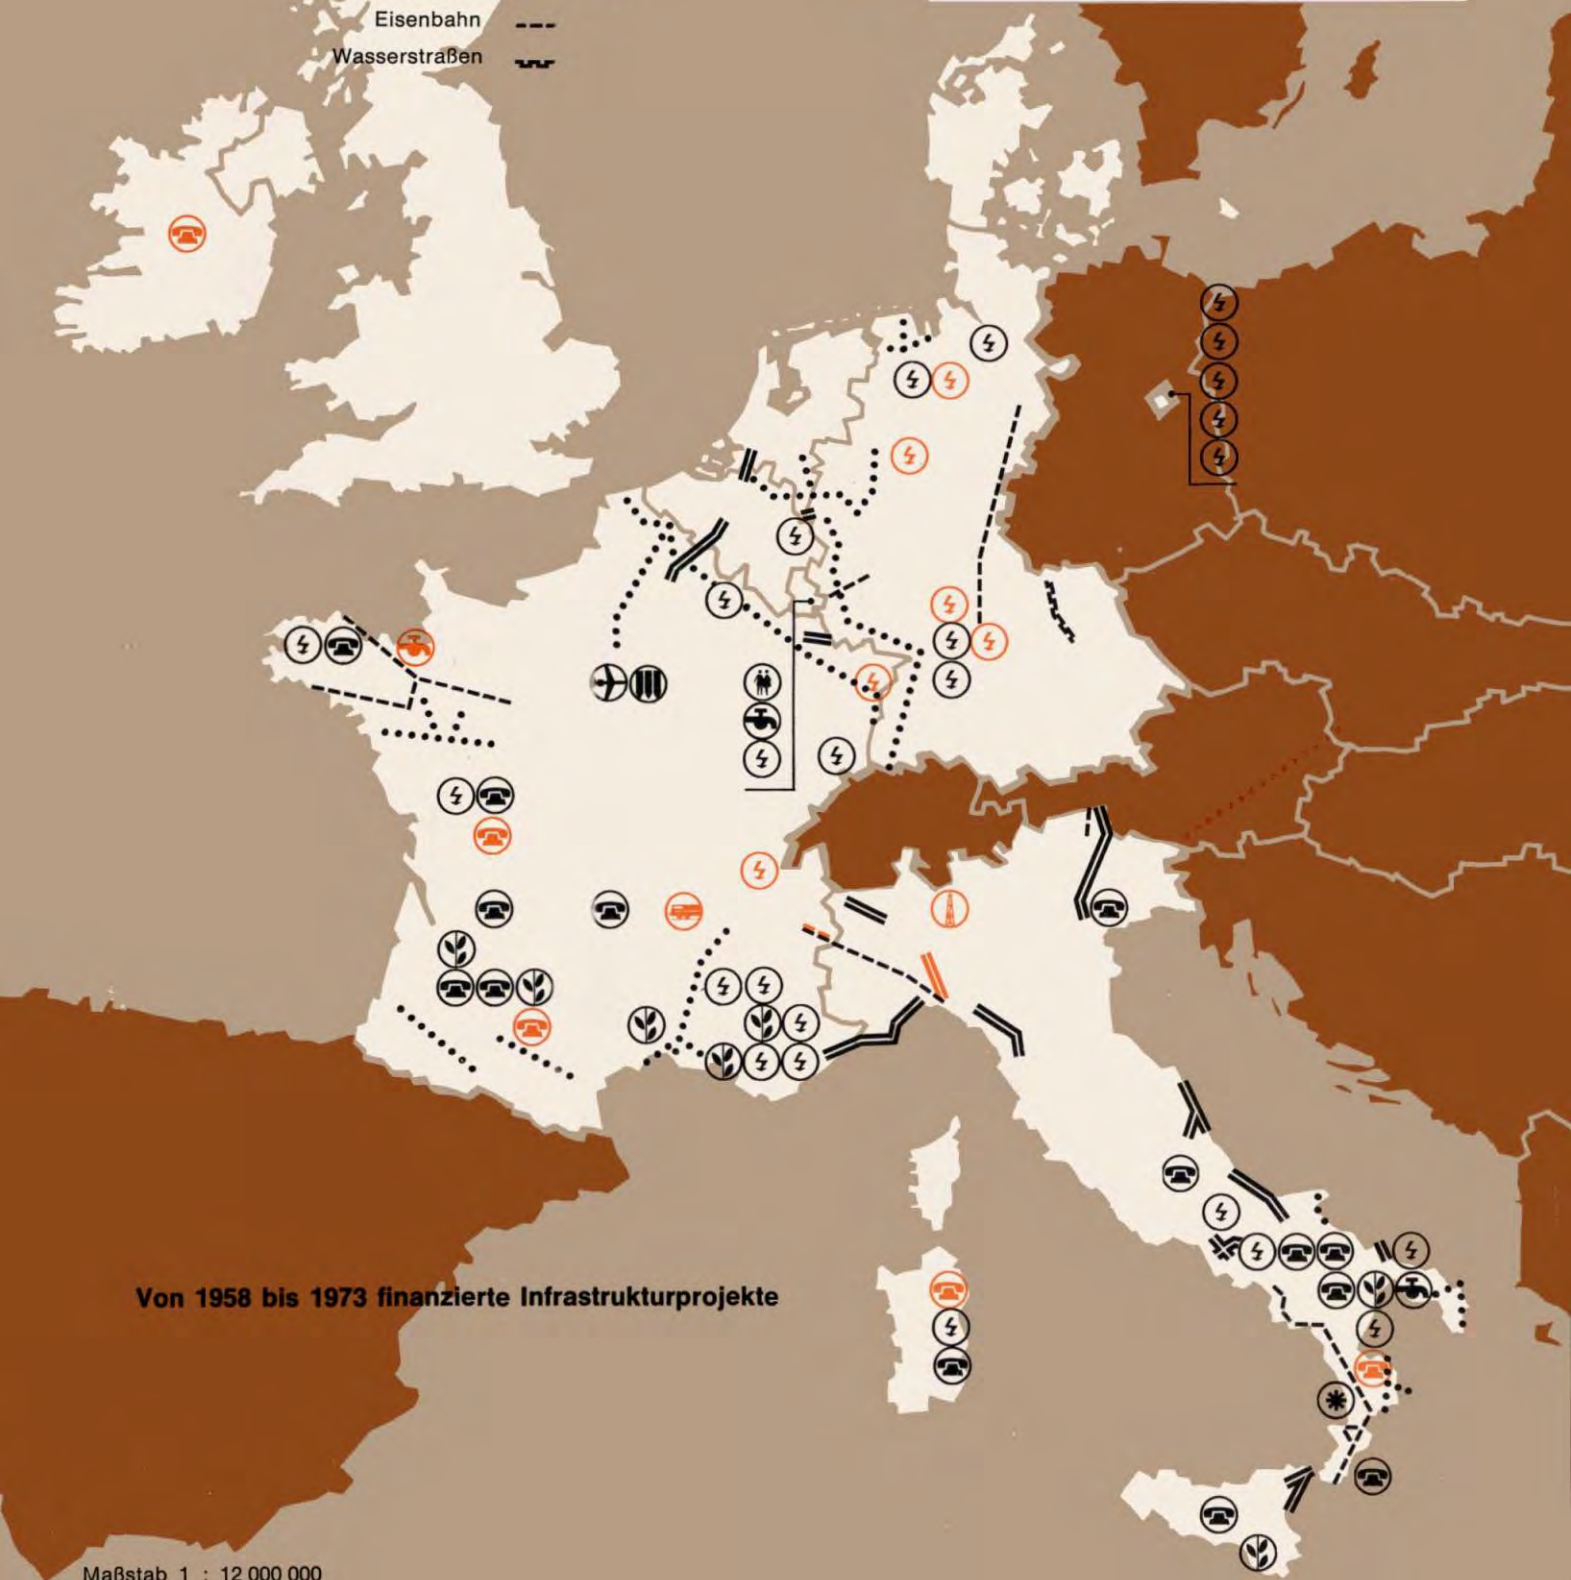 Eisenbahn
Wasserstraßen
Von 1958 bis 1973 finanzierte Infrastrukturprojekte
Maßstab 1 : 12 000 000